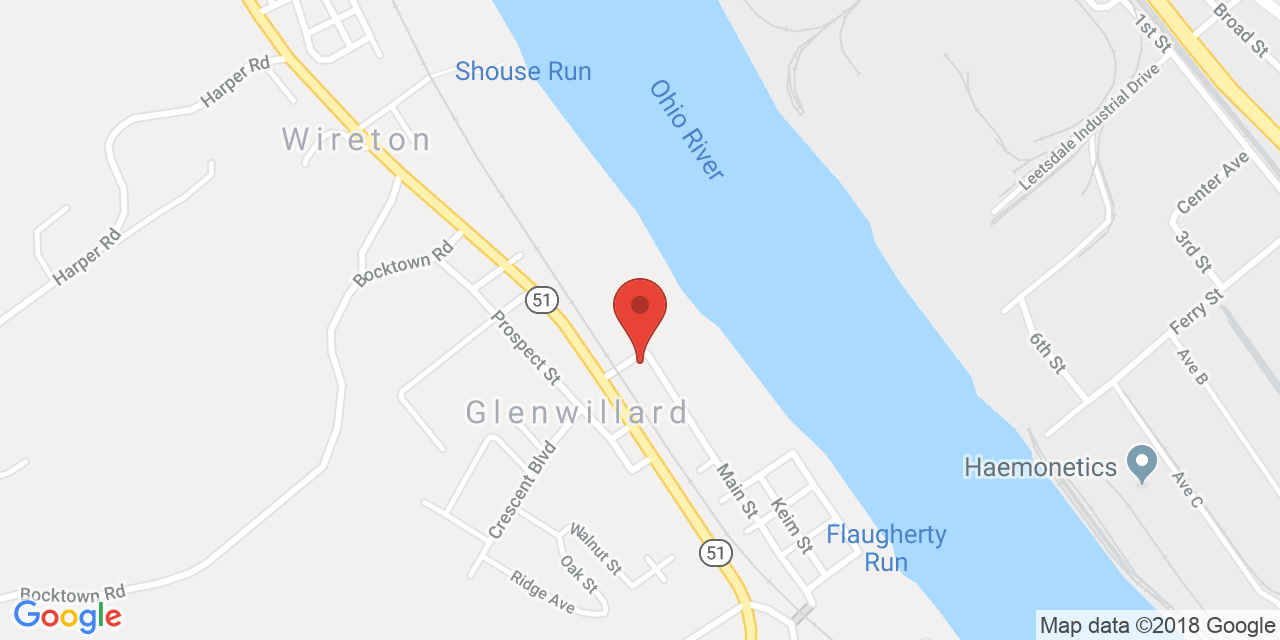 Broad St
1st St
Harper Rd
Shouse Run
Ohio River
Leetsdale Industrial Drive
Wireton
Center Ave
Harper Rd
3rd St
Bocktown Rd
51
Ferry St
Prospect St
6th St
Ave B
Glenwillard
Haemonetics
Crescent Blvd
Main St
Ave C
Keim St
Walnut St
Flaugherty
Run
51
Oak St
Ridge Ave
Bocktown Rd
Google
Map data ©2018 Google